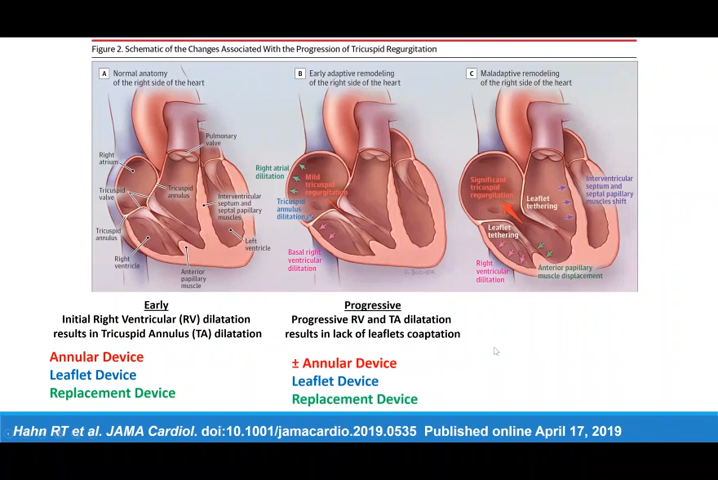 Figure 2. Schematic of the Changes Associated With the Progression of Tricuspid Regurgitation
A Normal anatomy
of the right side of the heart
Pulmonary
valve
Right
atrium
Tricuspid
valve
Tricuspid
annulus
Tricuspid
annulus
Interventricular
septum and
septal papillary
muscles
Right
ventricle
Left
ventricle
Anterior
papillary
muscle
B Early adaptive remodeling
of the right side of the heart
Right atrial
dilatation
Mild
tricuspid
regurgitation
Tricuspid
annulus
dilatation
Basal right
ventricular
dilatation
C Maladaptive remodeling
of the right side of the heart
Significant
tricuspid
regurgitation
Leaflet
tethering
Interventricular
septum and
septal papillary
muscles shift
Leaflet
tethering
Right
ventricular
dilatation
Anterior papillary
muscle displacement
Early
Initial Right Ventricular (RV) dilatation
results in Tricuspid Annulus (TA) dilatation
Annular Device
Leaflet Device
Replacement Device
Progressive
Progressive RV and TA dilatation
results in lack of leaflets coaptation
± Annular Device
Leaflet Device
Replacement Device
Hahn RT et al. JAMA Cardiol. doi:10.1001/jamacardio.2019.0535 Published online April 17, 2019